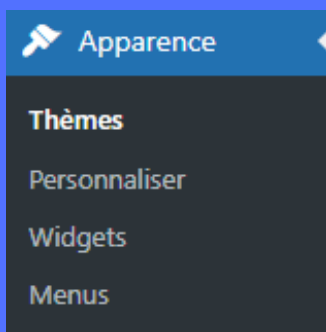 Apparence
Thèmes
Personnaliser
Widgets
Menus